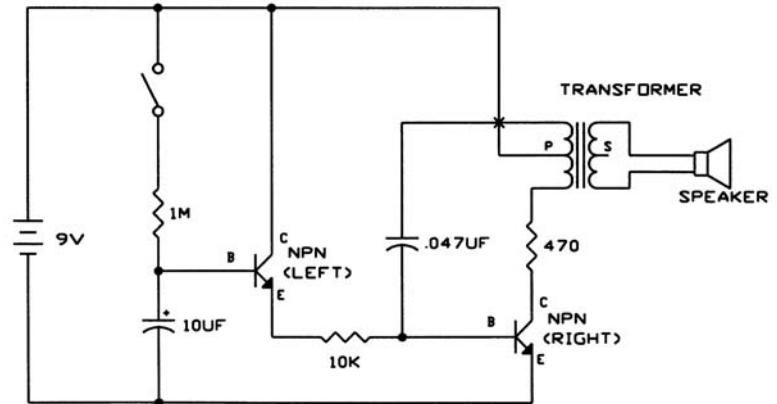 TRANSFORMER
P
S
SPEAKER
1M
9V
B
C
NPN
(LEFT)
E
.047UF
470
10UF
+
10K
B
C
NPN
(RIGHT)
E